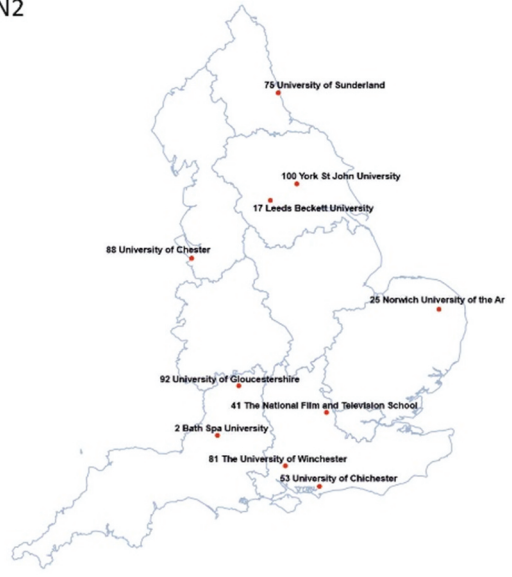 N2
75 University of Sunderland
100 York St John University
17 Leeds Beckett University
88 University of Chester
25 Norwich University of the Ar
92 University of Gloucestershire
41 The National Film and Television School
2 Bath Spa University
81 The University of Winchester
53 University of Chichester